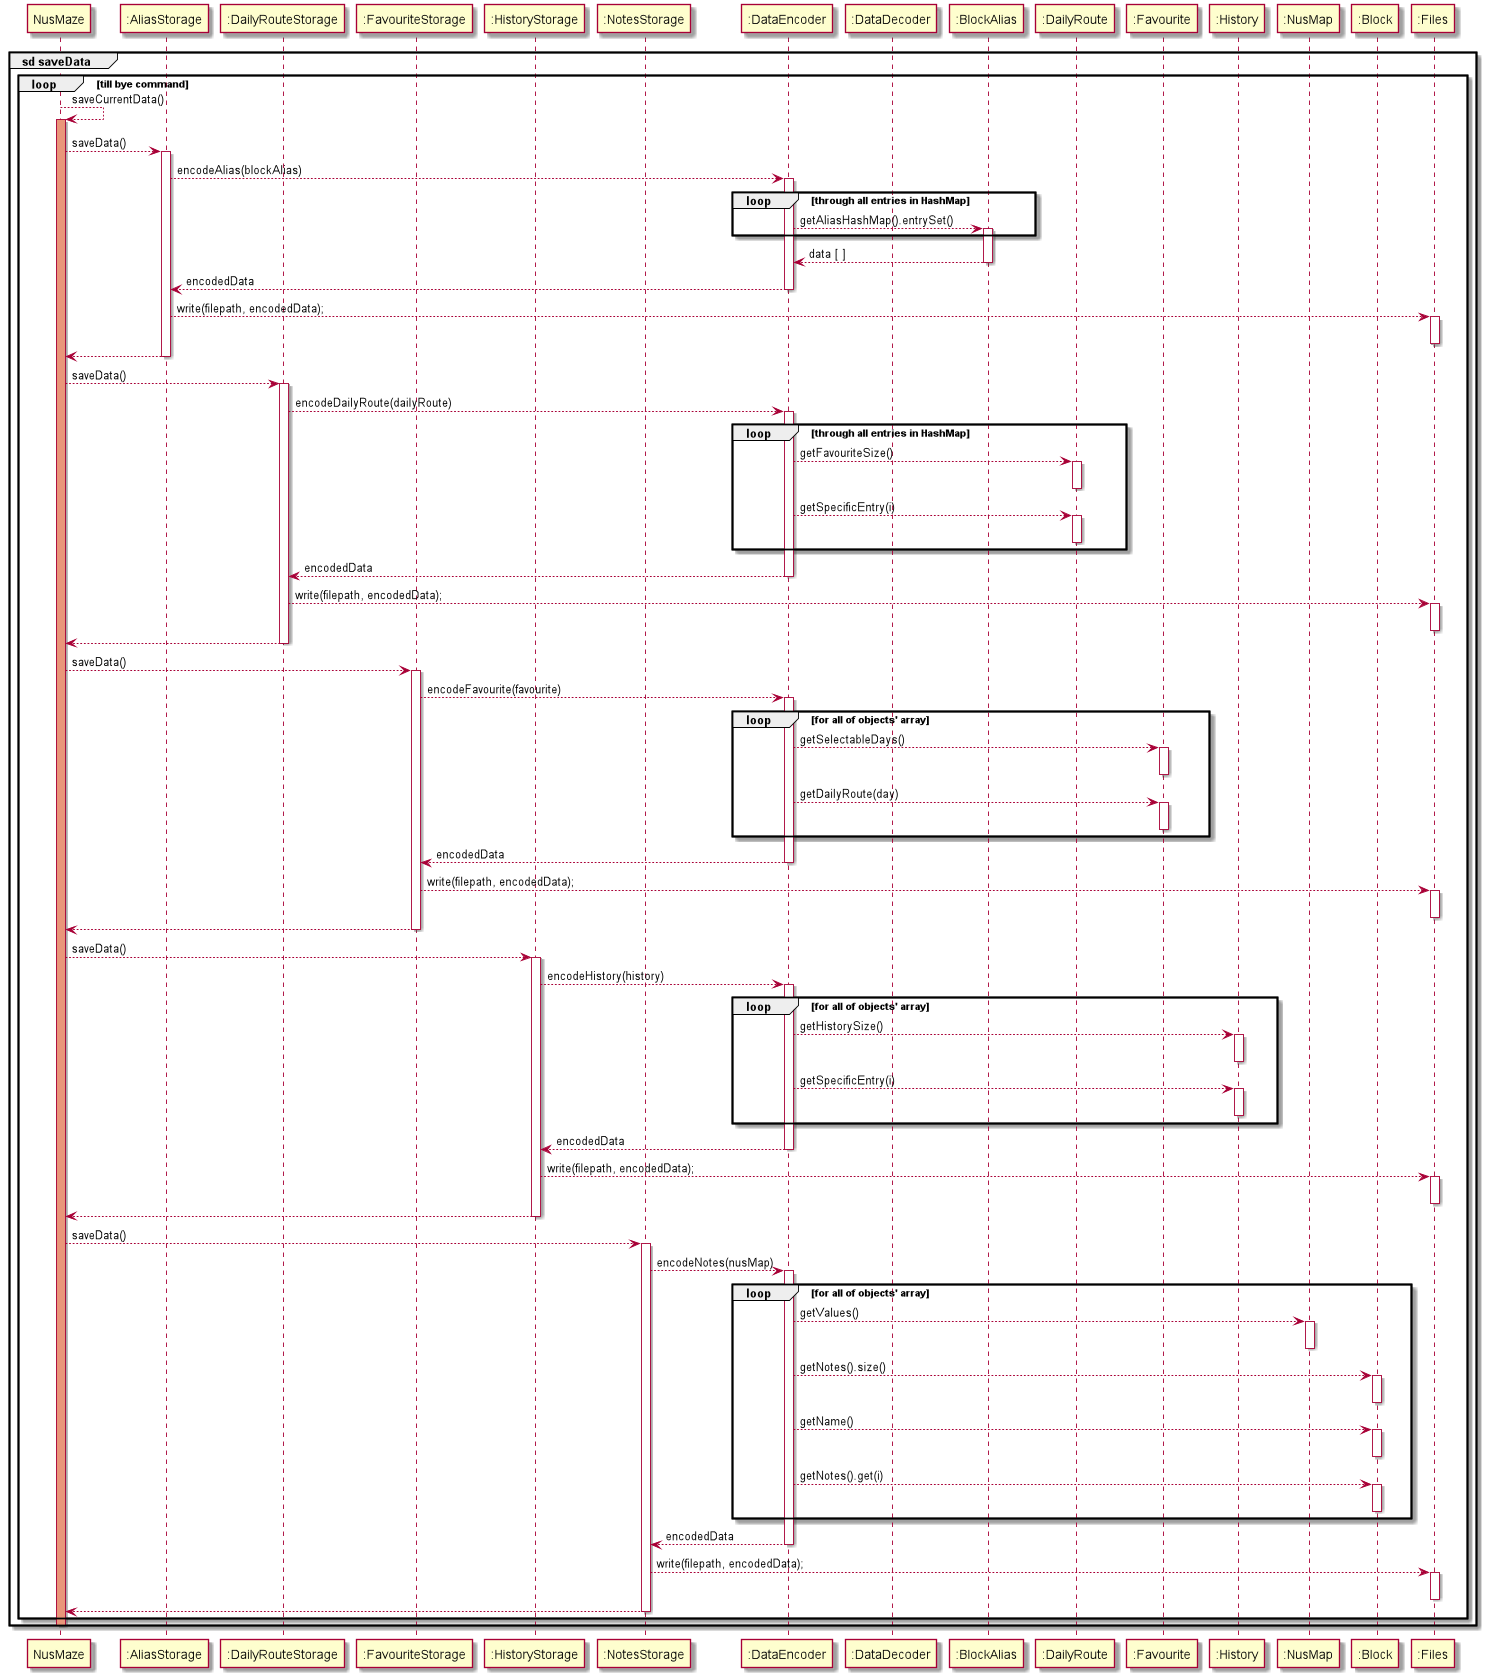 NusMaze :AliasStorage :DailyRouteStorage :FavouriteStorage :HistoryStorage :NotesStorage :DataEncoder :DataDecoder :BlockAlias :DailyRoute :Favourite :History :NusMap :Block :Files
sd saveData
loop [till bye command]
saveCurrentData()
saveData()
encodeAlias(blockAlias)
loop [through all entries in HashMap]
getAliasHashMap().entrySet()
data [ ]
encodedData
write(filepath, encodedData);
saveData()
encodeDailyRoute(dailyRoute)
loop [through all entries in HashMap]
getFavouriteSize()
getSpecificEntry(i)
encodedData
write(filepath, encodedData);
saveData()
encodeFavourite(favourite)
loop [for all of objects' array]
getSelectableDays()
getDailyRoute(day)
encodedData
write(filepath, encodedData);
saveData()
encodeHistory(history)
loop [for all of objects' array]
getHistorySize()
getSpecificEntry(i)
encodedData
write(filepath, encodedData);
saveData()
encodeNotes(nusMap)
loop [for all of objects' array]
getValues()
getNotes().size()
getName()
getNotes().get(i)
encodedData
write(filepath, encodedData);
NusMaze :AliasStorage :DailyRouteStorage :FavouriteStorage :HistoryStorage :NotesStorage :DataEncoder :DataDecoder :BlockAlias :DailyRoute :Favourite :History :NusMap :Block :Files